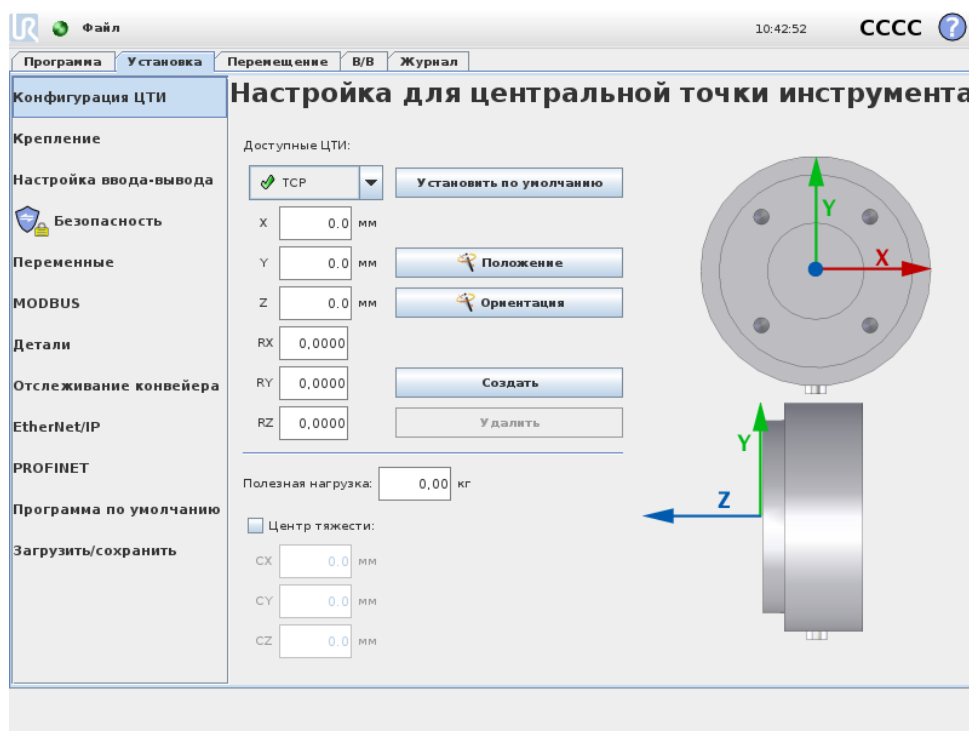 UR Файл 10:42:52 CCCC ?
Программа Установка Перемещение В/В Журнал
Конфигурация ЦТИ
Крепление
Настройка ввода-вывода
Безопасность
Переменные
MODBUS
Детали
Отслеживание конвейера
EtherNet/IP
PROFINET
Программа по умолчанию
Загрузить/сохранить
Настройка для центральной точки инструмента
Доступные ЦТИ:
TCP Установить по умолчанию
X 0.0 мм
Y 0.0 мм Положение
Z 0.0 мм Ориентация
RX 0,0000
RY 0,0000 Создать
RZ 0,0000 Удалить
Полезная нагрузка: 0,00 кг
Центр тяжести:
CX 0.0 мм
CY 0.0 мм
CZ 0.0 мм
Y
X
Y
Z